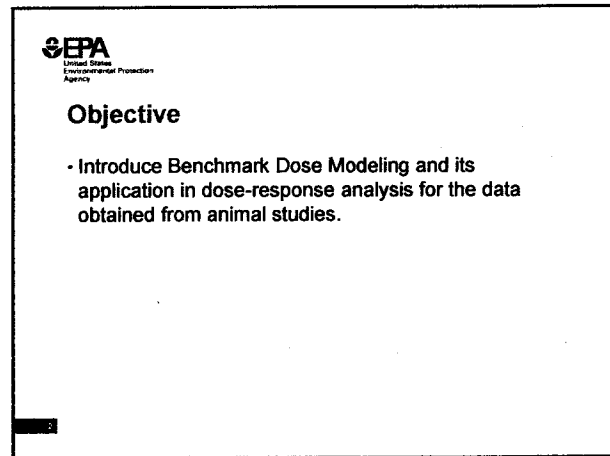 EPA
United States
Environmental Protection
Agency
Objective
· Introduce Benchmark Dose Modeling and its
application in dose-response analysis for the data
obtained from animal studies.